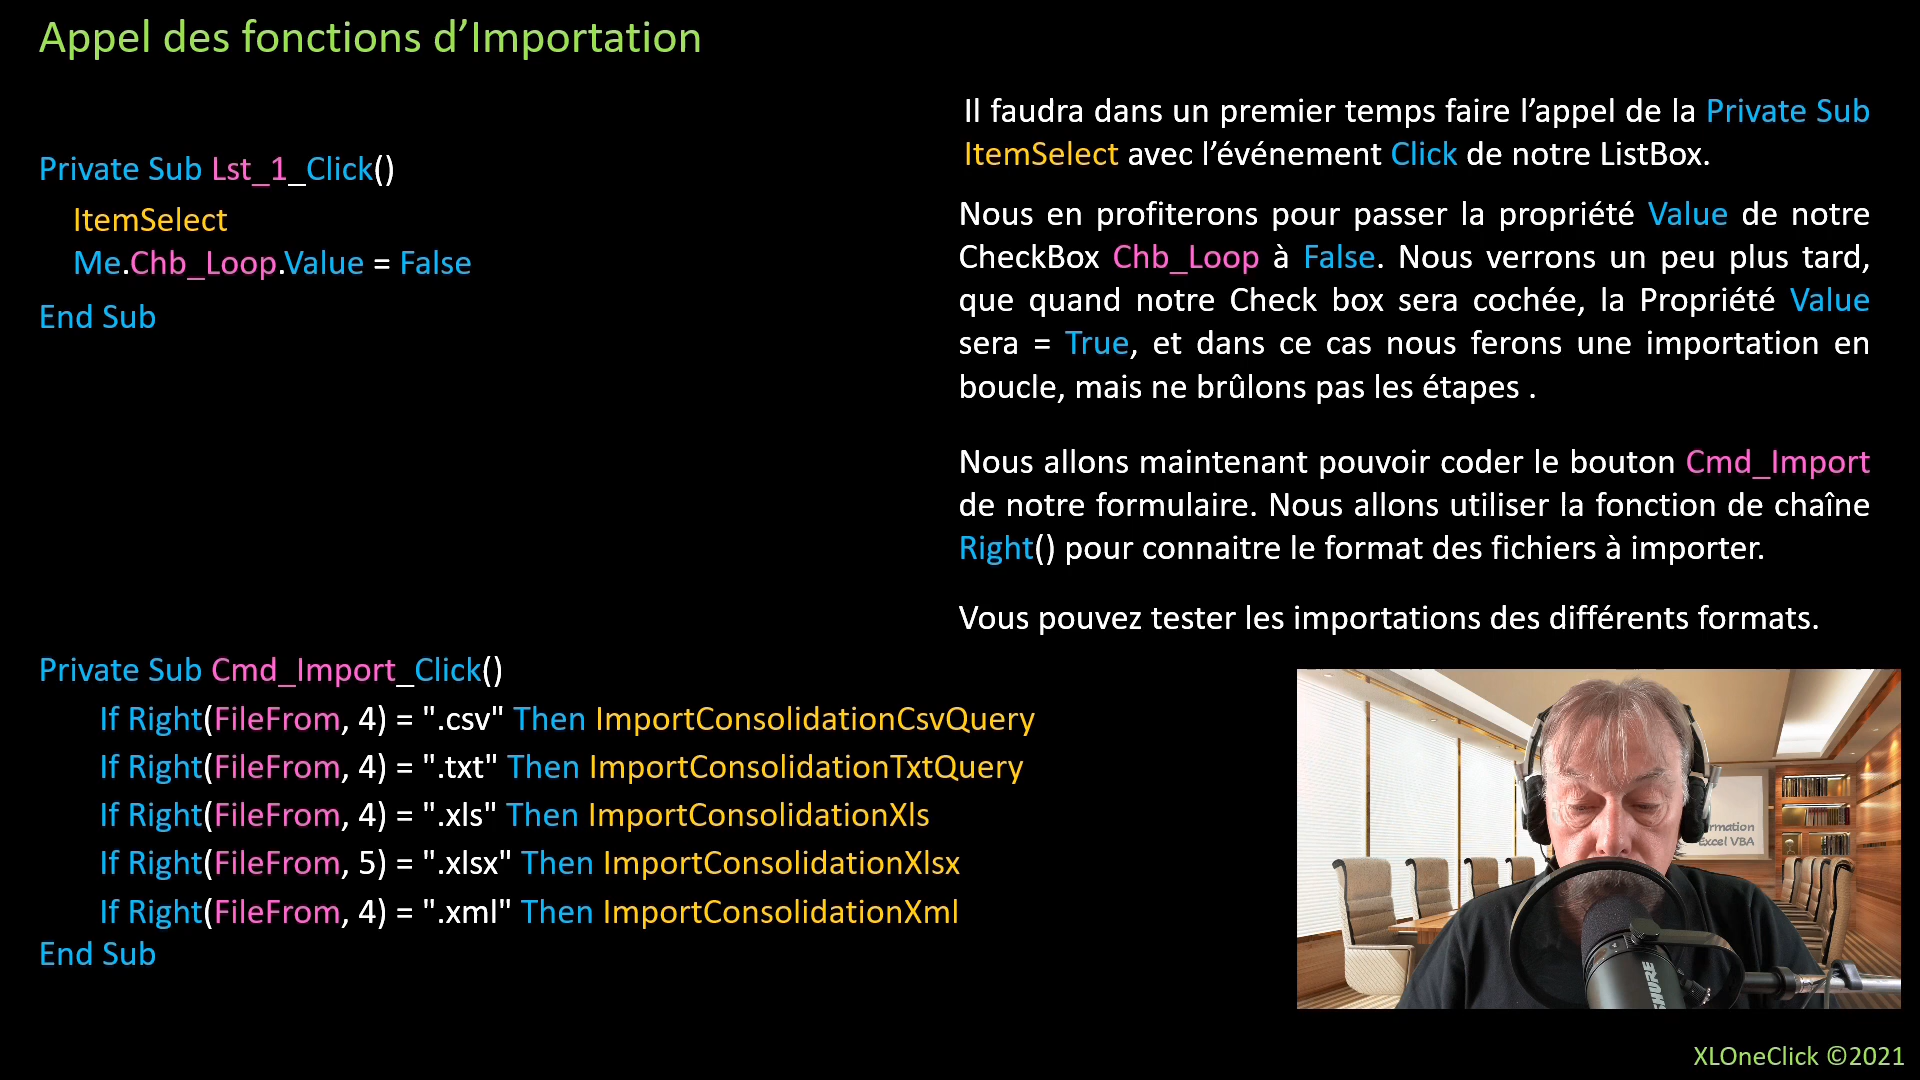 Appel des fonctions d’Importation
Private Sub Lst_1_Click()
ItemSelect
Me.Chb_Loop.Value = False
End Sub
Il faudra dans un premier temps faire l’appel de la Private Sub
ItemSelect avec l’événement Click de notre ListBox.
Nous en profiterons pour passer la propriété Value de notre
CheckBox Chb_Loop à False. Nous verrons un peu plus tard,
que quand notre Check box sera cochée, la Propriété Value
sera = True, et dans ce cas nous ferons une importation en
boucle, mais ne brûlons pas les étapes .
Nous allons maintenant pouvoir coder le bouton Cmd_Import
de notre formulaire. Nous allons utiliser la fonction de chaîne
Right() pour connaitre le format des fichiers à importer.
Vous pouvez tester les importations des différents formats.
Private Sub Cmd_Import_Click()
If Right(FileFrom, 4) = ".csv" Then ImportConsolidationCsvQuery
If Right(FileFrom, 4) = ".txt" Then ImportConsolidationTxtQuery
If Right(FileFrom, 4) = ".xls" Then ImportConsolidationXls
If Right(FileFrom, 5) = ".xlsx" Then ImportConsolidationXlsx
If Right(FileFrom, 4) = ".xml" Then ImportConsolidationXml
End Sub
rmation
Excel VBA
SHURE
XLOneClick ©2021